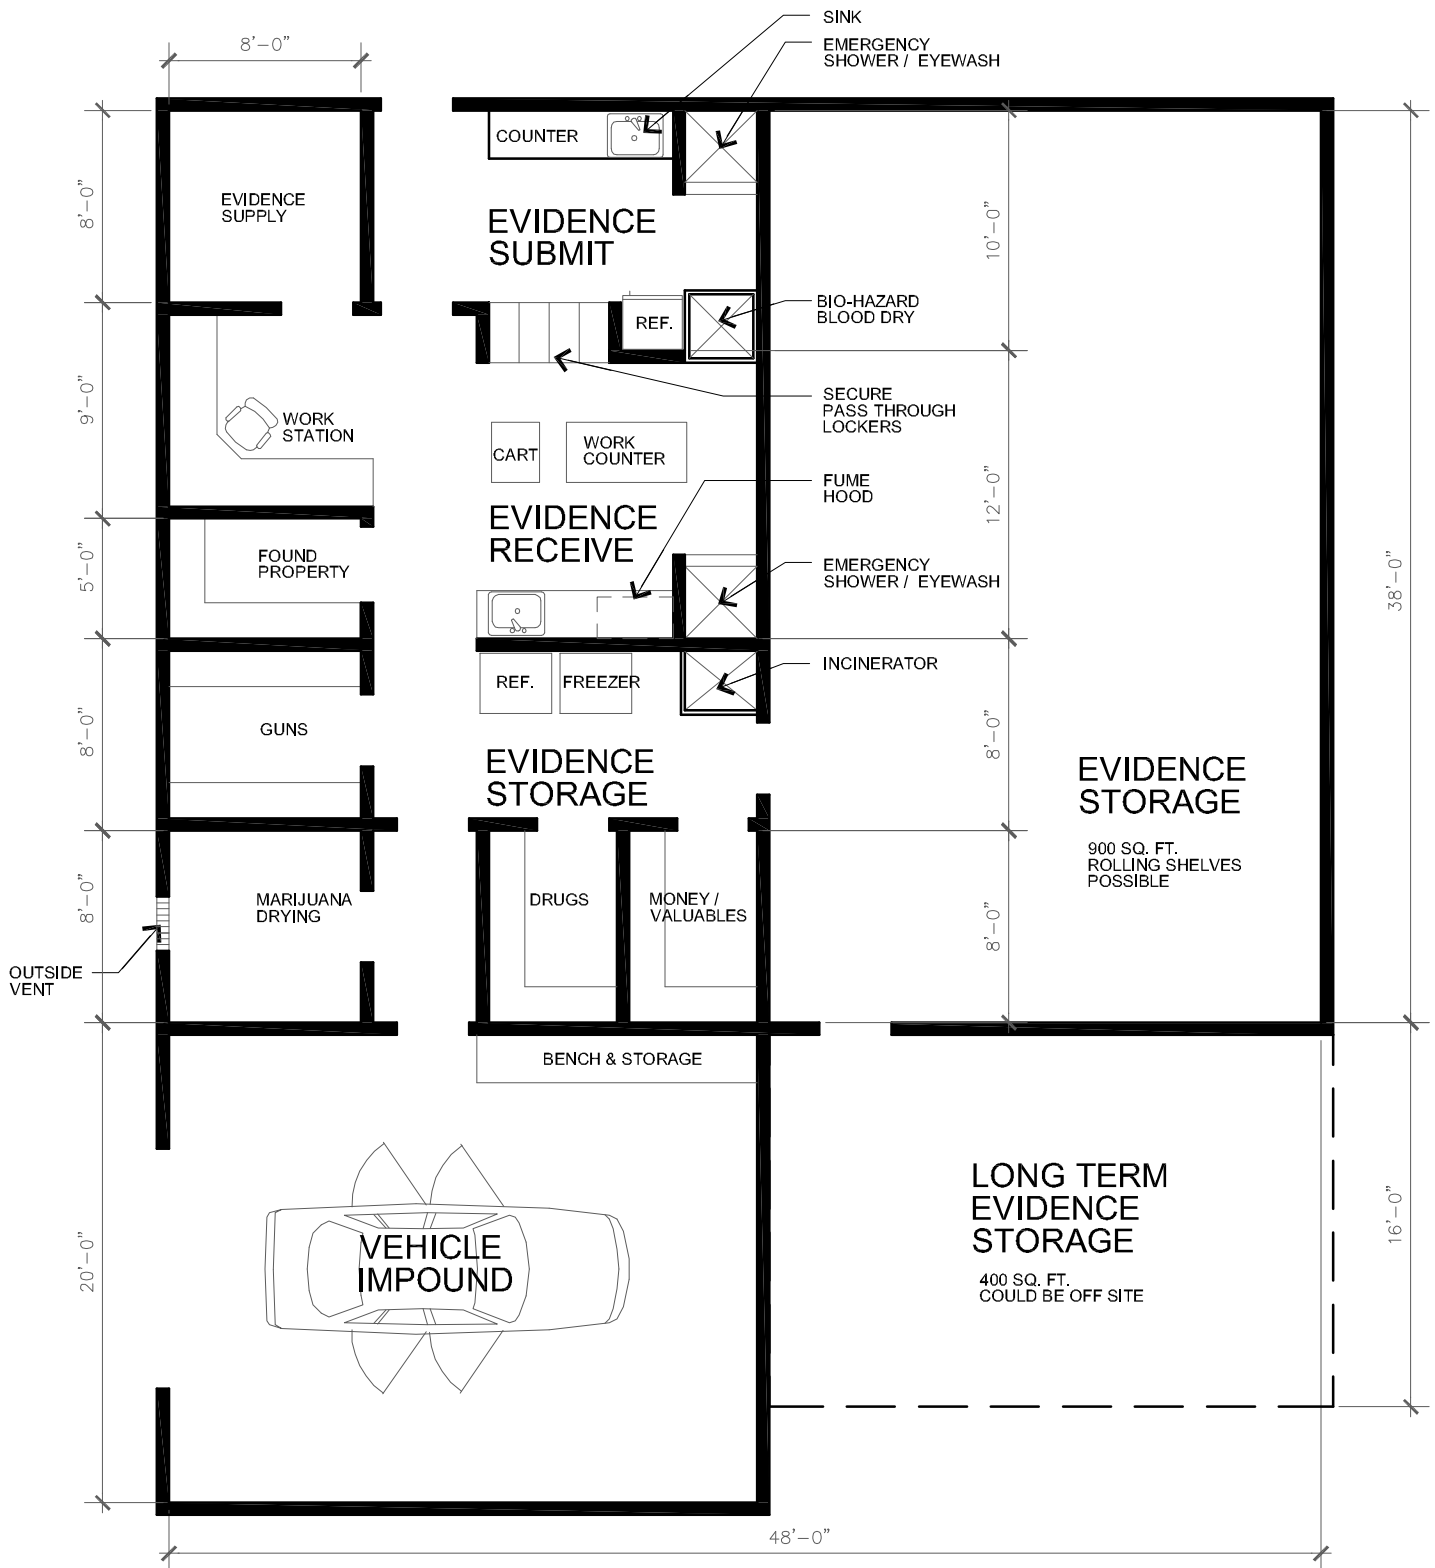 SINK
8'-0"
EMERGENCY
SHOWER / EYEWASH
COUNTER
EVIDENCE
SUPPLY
8'-0"
EVIDENCE
SUBMIT
10'-0"
BIO-HAZARD
BLOOD DRY
REF.
SECURE
PASS THROUGH
LOCKERS
9'-0"
WORK
STATION
CART
WORK
COUNTER
FUME
HOOD
12'-0"
EVIDENCE
RECEIVE
5'-0"
FOUND
PROPERTY
EMERGENCY
SHOWER / EYEWASH
38'-0"
INCINERATOR
REF.
FREEZER
8'-0"
GUNS
EVIDENCE
STORAGE
8'-0"
EVIDENCE
STORAGE
900 SQ. FT.
ROLLING SHELVES
POSSIBLE
8'-0"
MARIJUANA
DRYING
DRUGS
MONEY /
VALUABLES
8'-0"
OUTSIDE
VENT
BENCH & STORAGE
LONG TERM
EVIDENCE
STORAGE
400 SQ. FT.
COULD BE OFF SITE
16'-0"
20'-0"
VEHICLE
IMPOUND
48'-0"